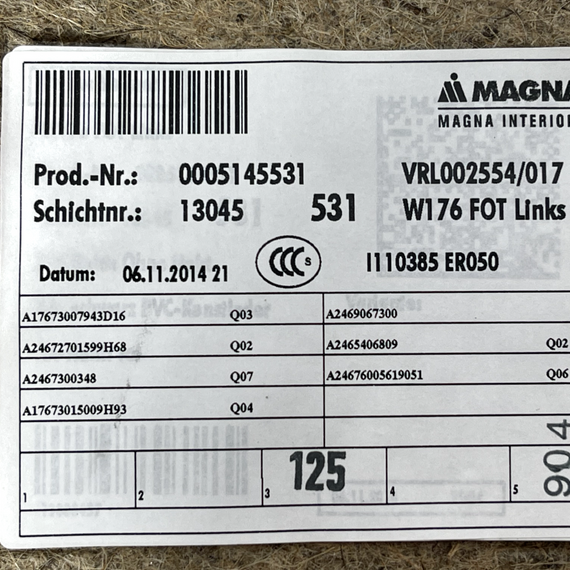 MAGNA
MAGNA INTERIOR
Prod.-Nr.: 0005145531 VRL002554/017
Schichtnr.: 13045 531 W176 FOT Links
Datum: 06.11.2014 21 CCC S I110385 ER050
A17673007943D16 Q03 A2469067300
A24672701599H68 Q02 A2465406809 Q02
A2467300348 Q07 A24676005619051 Q06
A17673015009H93 Q04
125
1 2 3 4 5
904